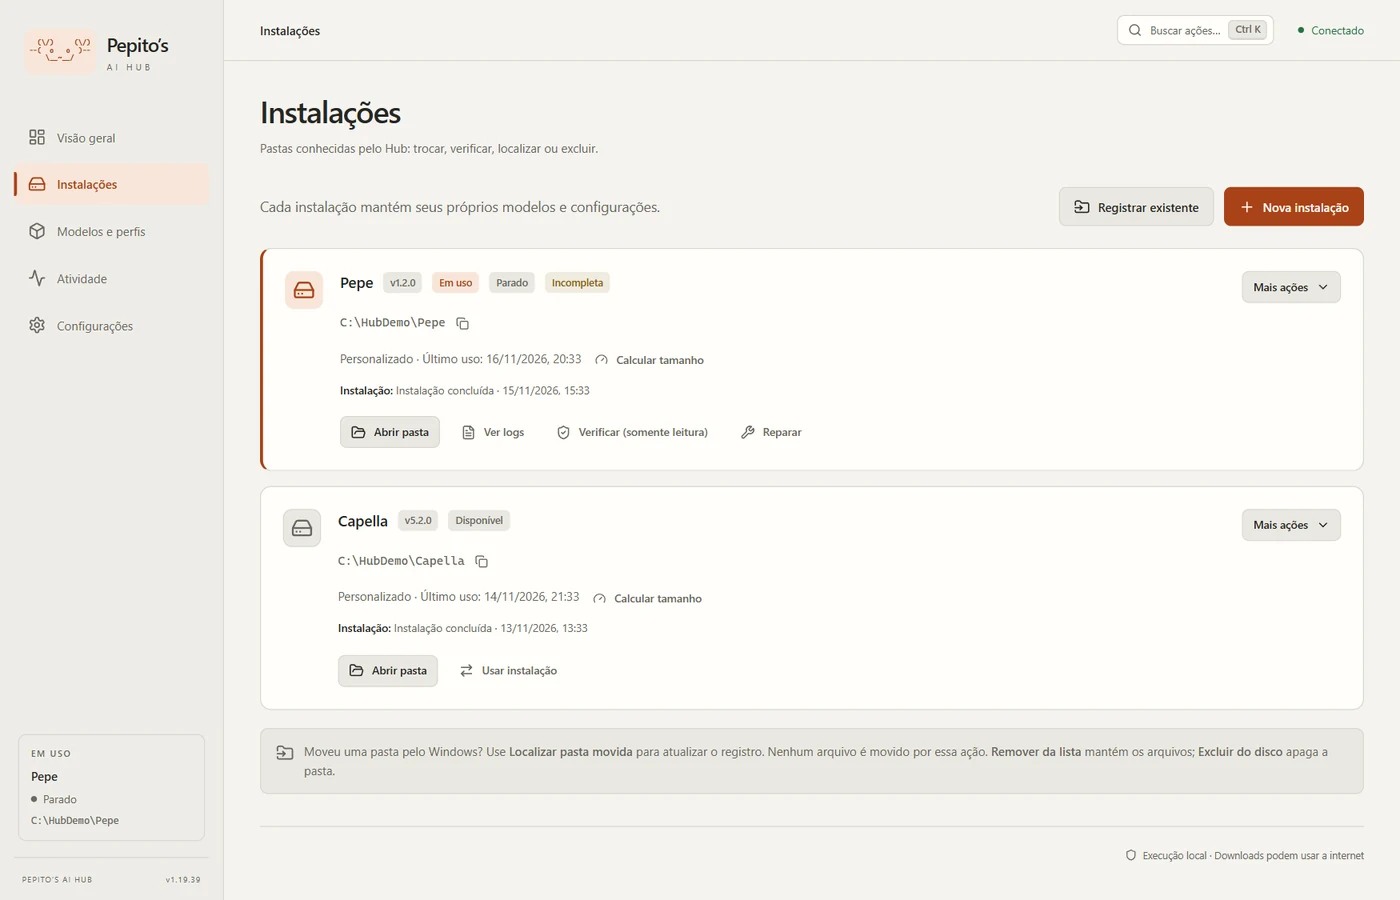 Pepito's
AI HUB
Visão geral
Instalações
Modelos e perfis
Atividade
Configurações
EM USO
Pepe
Parado
C:\HubDemo\Pepe
PEPITO'S AI HUB
v1.19.39
Instalações
Buscar ações...
Ctrl K
Conectado
Instalações
Pastas conhecidas pelo Hub: trocar, verificar, localizar ou excluir.
Cada instalação mantém seus próprios modelos e configurações.
Registrar existente
Nova instalação
Pepe
v1.2.0
Em uso
Parado
Incompleta
Mais ações
C:\HubDemo\Pepe
Personalizado · Último uso: 16/11/2026, 20:33
Calcular tamanho
Instalação: Instalação concluída · 15/11/2026, 15:33
Abrir pasta
Ver logs
Verificar (somente leitura)
Reparar
Capella
v5.2.0
Disponível
Mais ações
C:\HubDemo\Capella
Personalizado · Último uso: 14/11/2026, 21:33
Calcular tamanho
Instalação: Instalação concluída · 13/11/2026, 13:33
Abrir pasta
Usar instalação
Moveu uma pasta pelo Windows? Use Localizar pasta movida para atualizar o registro. Nenhum arquivo é movido por essa ação. Remover da lista mantém os arquivos; Excluir do disco apaga a
pasta.
Execução local · Downloads podem usar a internet